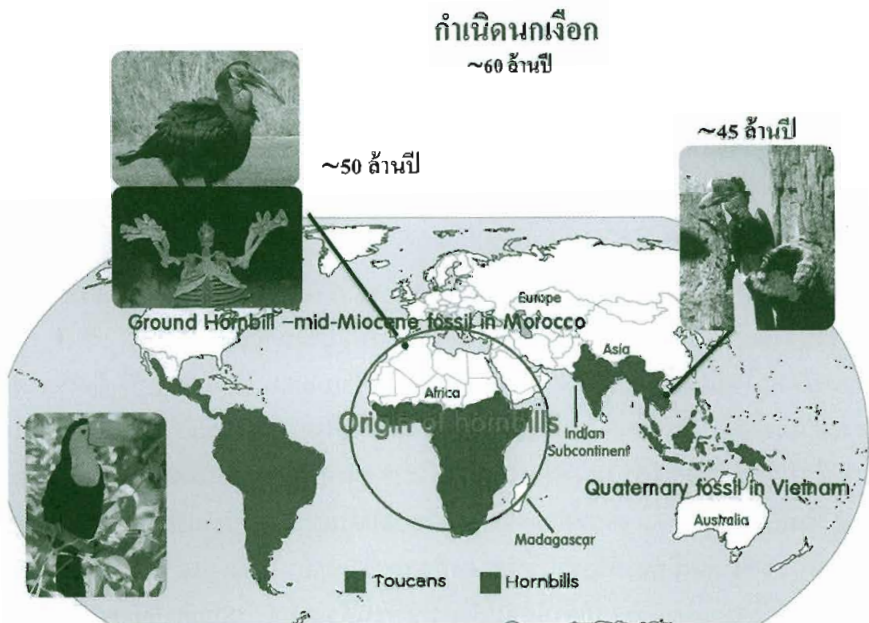 กำเนิดนกเงือก
~60 ล้านปี
~45 ล้านปี
~50 ล้านปี
Europe
Ground Hornbill –mid-Miocene fossil in Morocco
Asia
Africa
Origin of hornbills
Indian
Subcontinent
Quaternary fossil in Vietnam
Australia
Madagascar
Toucans
Hornbills